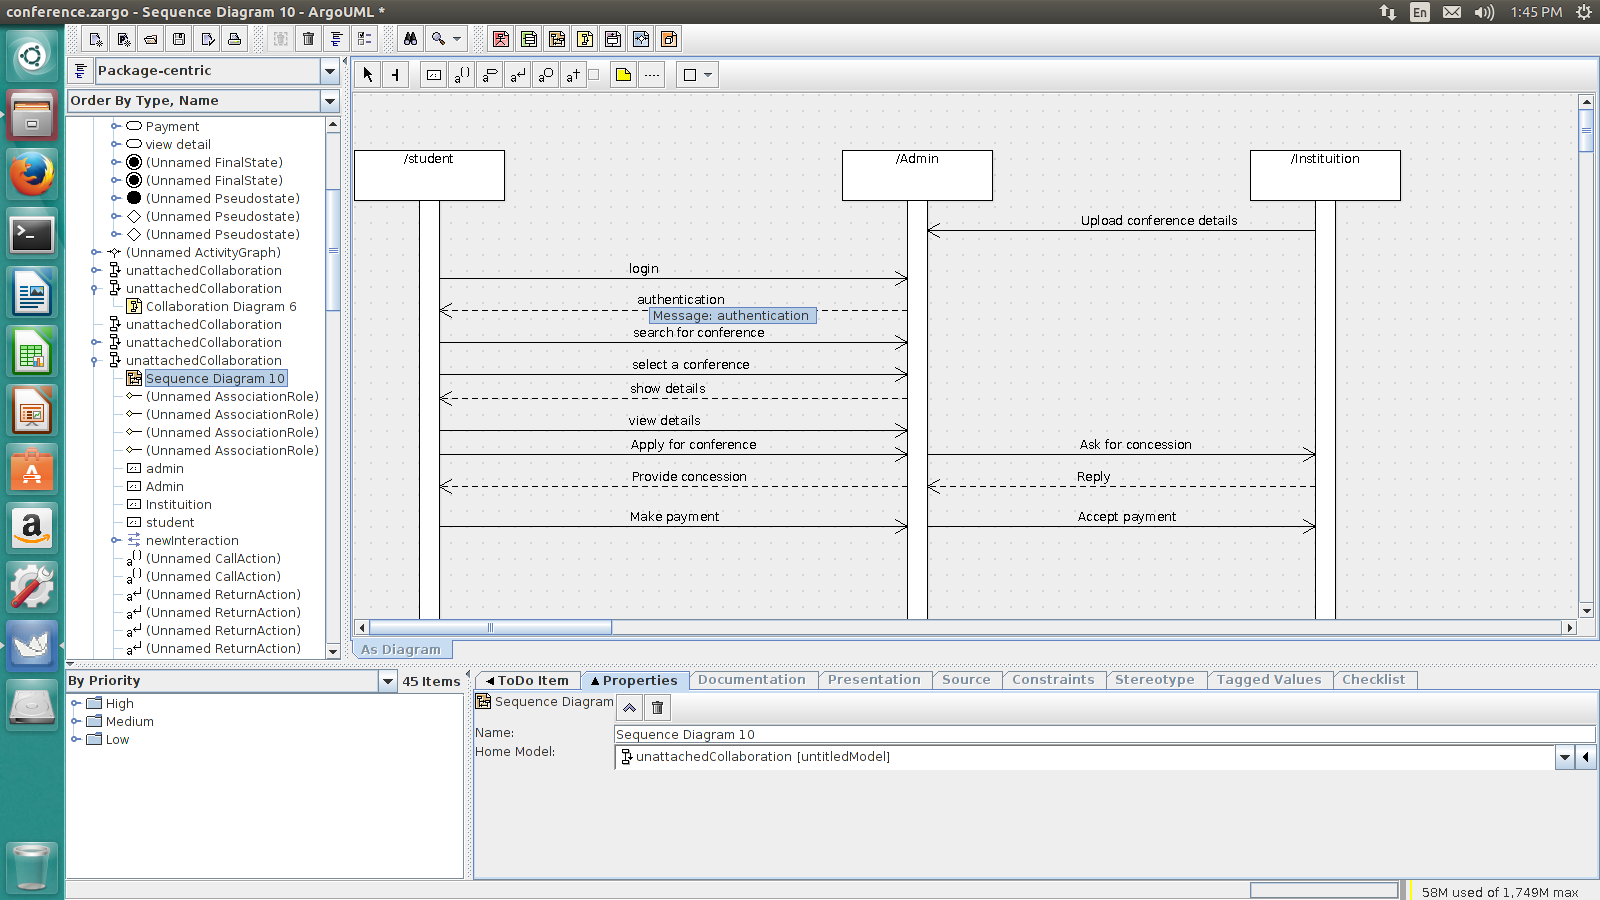 conference.zargo - Sequence Diagram 10 - ArgoUML *
En
1:45 PM
Package-centric
Order By Type, Name
Payment
view detail
(Unnamed FinalState)
(Unnamed FinalState)
(Unnamed Pseudostate)
(Unnamed Pseudostate)
(Unnamed Pseudostate)
(Unnamed ActivityGraph)
unattachedCollaboration
unattachedCollaboration
Collaboration Diagram 6
unattachedCollaboration
unattachedCollaboration
unattachedCollaboration
Sequence Diagram 10
(Unnamed AssociationRole)
(Unnamed AssociationRole)
(Unnamed AssociationRole)
(Unnamed AssociationRole)
admin
Admin
Instituition
student
newInteraction
(Unnamed CallAction)
(Unnamed CallAction)
(Unnamed ReturnAction)
(Unnamed ReturnAction)
(Unnamed ReturnAction)
(Unnamed ReturnAction)
/student
/Admin
/Instituition
Upload conference details
login
authentication
Message: authentication
search for conference
select a conference
show details
view details
Apply for conference
Ask for concession
Provide concession
Reply
Make payment
Accept payment
As Diagram
By Priority
45 Items
High
Medium
Low
ToDo Item
Properties
Documentation
Presentation
Source
Constraints
Stereotype
Tagged Values
Checklist
Sequence Diagram
Name:
Sequence Diagram 10
Home Model:
unattachedCollaboration [untitledModel]
58M used of 1,749M max